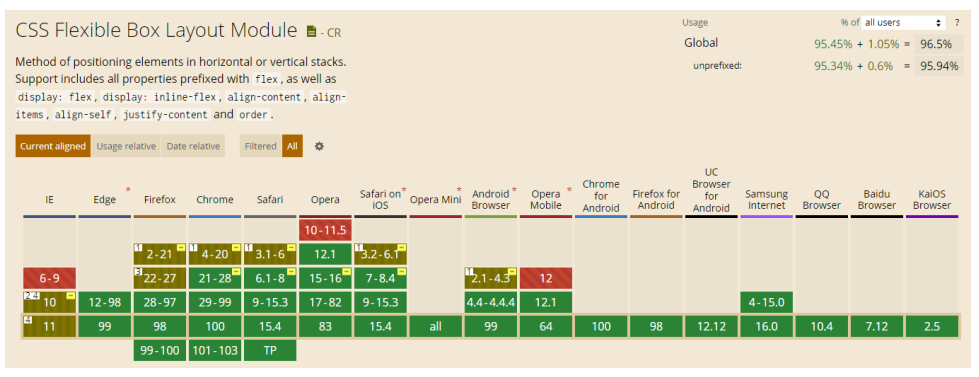 CSS Flexible Box Layout Module - CR
Usage % of all users ?
Global 95.45% + 1.05% = 96.5%
unprefixed: 95.34% + 0.6% = 95.94%
Method of positioning elements in horizontal or vertical stacks.
Support includes all properties prefixed with flex, as well as
display: flex, display: inline-flex, align-content, align-
items, align-self, justify-content and order.
Current aligned Usage relative Date relative Filtered All
IE Edge * Firefox Chrome Safari Opera Safari on iOS * Opera Mini * Android Browser * Opera Mobile * Chrome for Android Firefox for Android UC Browser for Android Samsung Internet QQ Browser Baidu Browser KaiOS Browser
10-11.5
1 2-21 - 1 4-20 - 1 3.1-6 - 12.1 1 3.2-6.1 -
6-9 3 22-27 21-28 - 6.1-8 - 15-16 - 7-8.4 - 1 2.1-4.3 - 12
2 4 10 - 12-98 28-97 29-99 9-15.3 17-82 9-15.3 4.4-4.4.4 12.1 4-15.0
4 11 99 98 100 15.4 83 15.4 all 99 64 100 98 12.12 16.0 10.4 7.12 2.5
99-100 101-103 TP